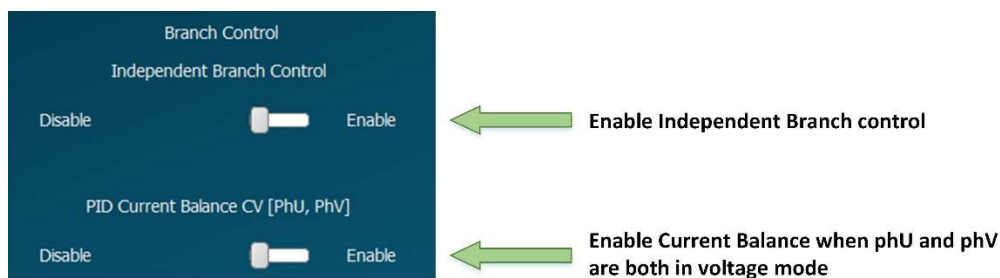 Branch Control
Independent Branch Control
Disable Enable
Enable Independent Branch control
PID Current Balance CV [PhU, PhV]
Disable Enable
Enable Current Balance when phU and phV
are both in voltage mode